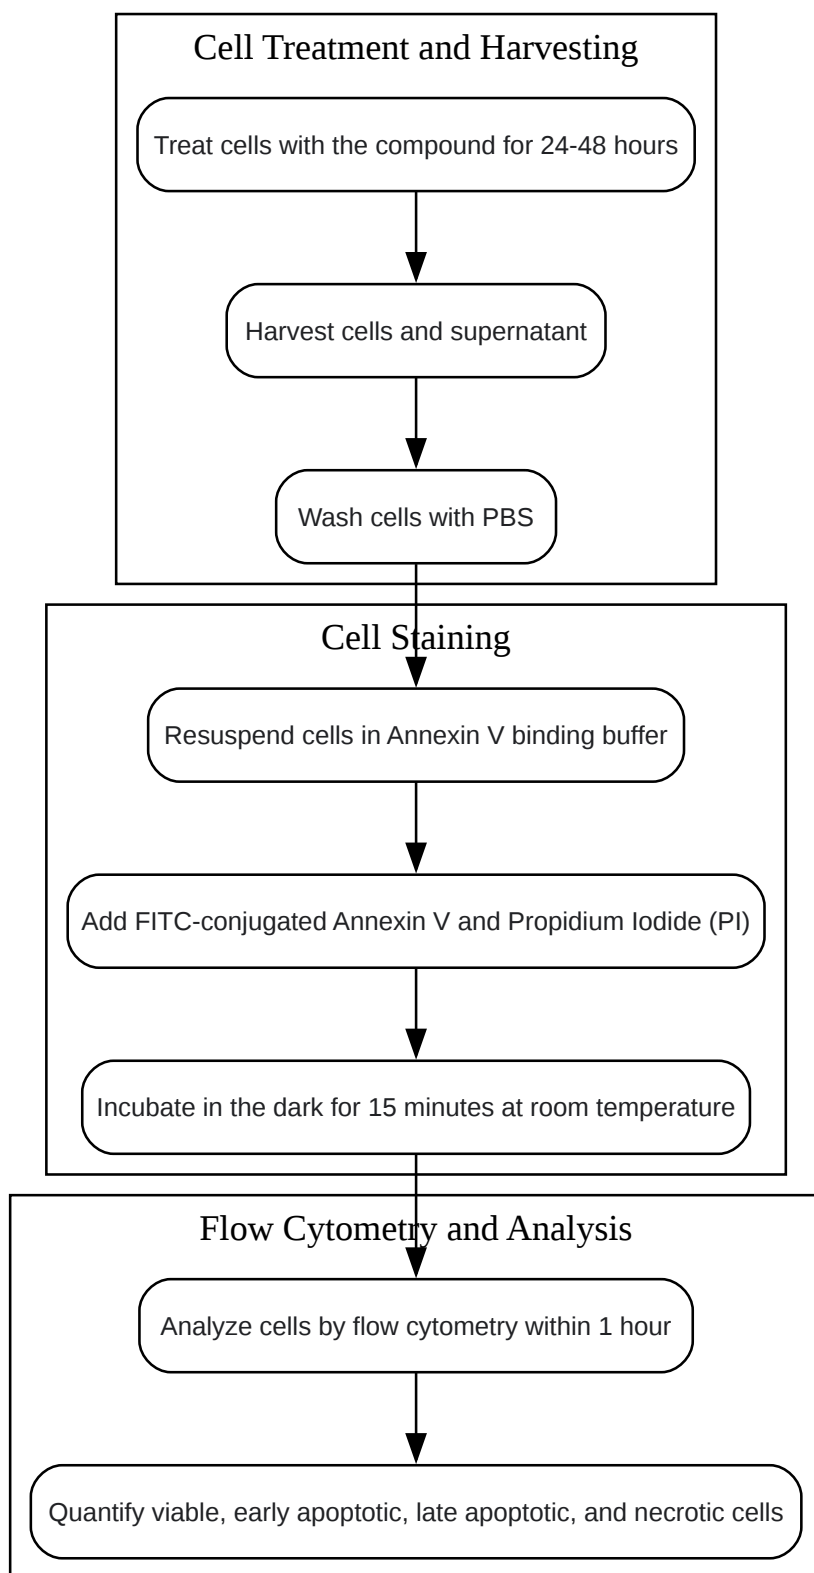 Cell Treatment and Harvesting
Treat cells with the compound for 24-48 hours
Harvest cells and supernatant
Wash cells with PBS
Cell Staining
Resuspend cells in Annexin V binding buffer
Add FITC-conjugated Annexin V and Propidium Iodide (PI)
Incubate in the dark for 15 minutes at room temperature
Flow Cytometry and Analysis
Analyze cells by flow cytometry within 1 hour
Quantify viable, early apoptotic, late apoptotic, and necrotic cells